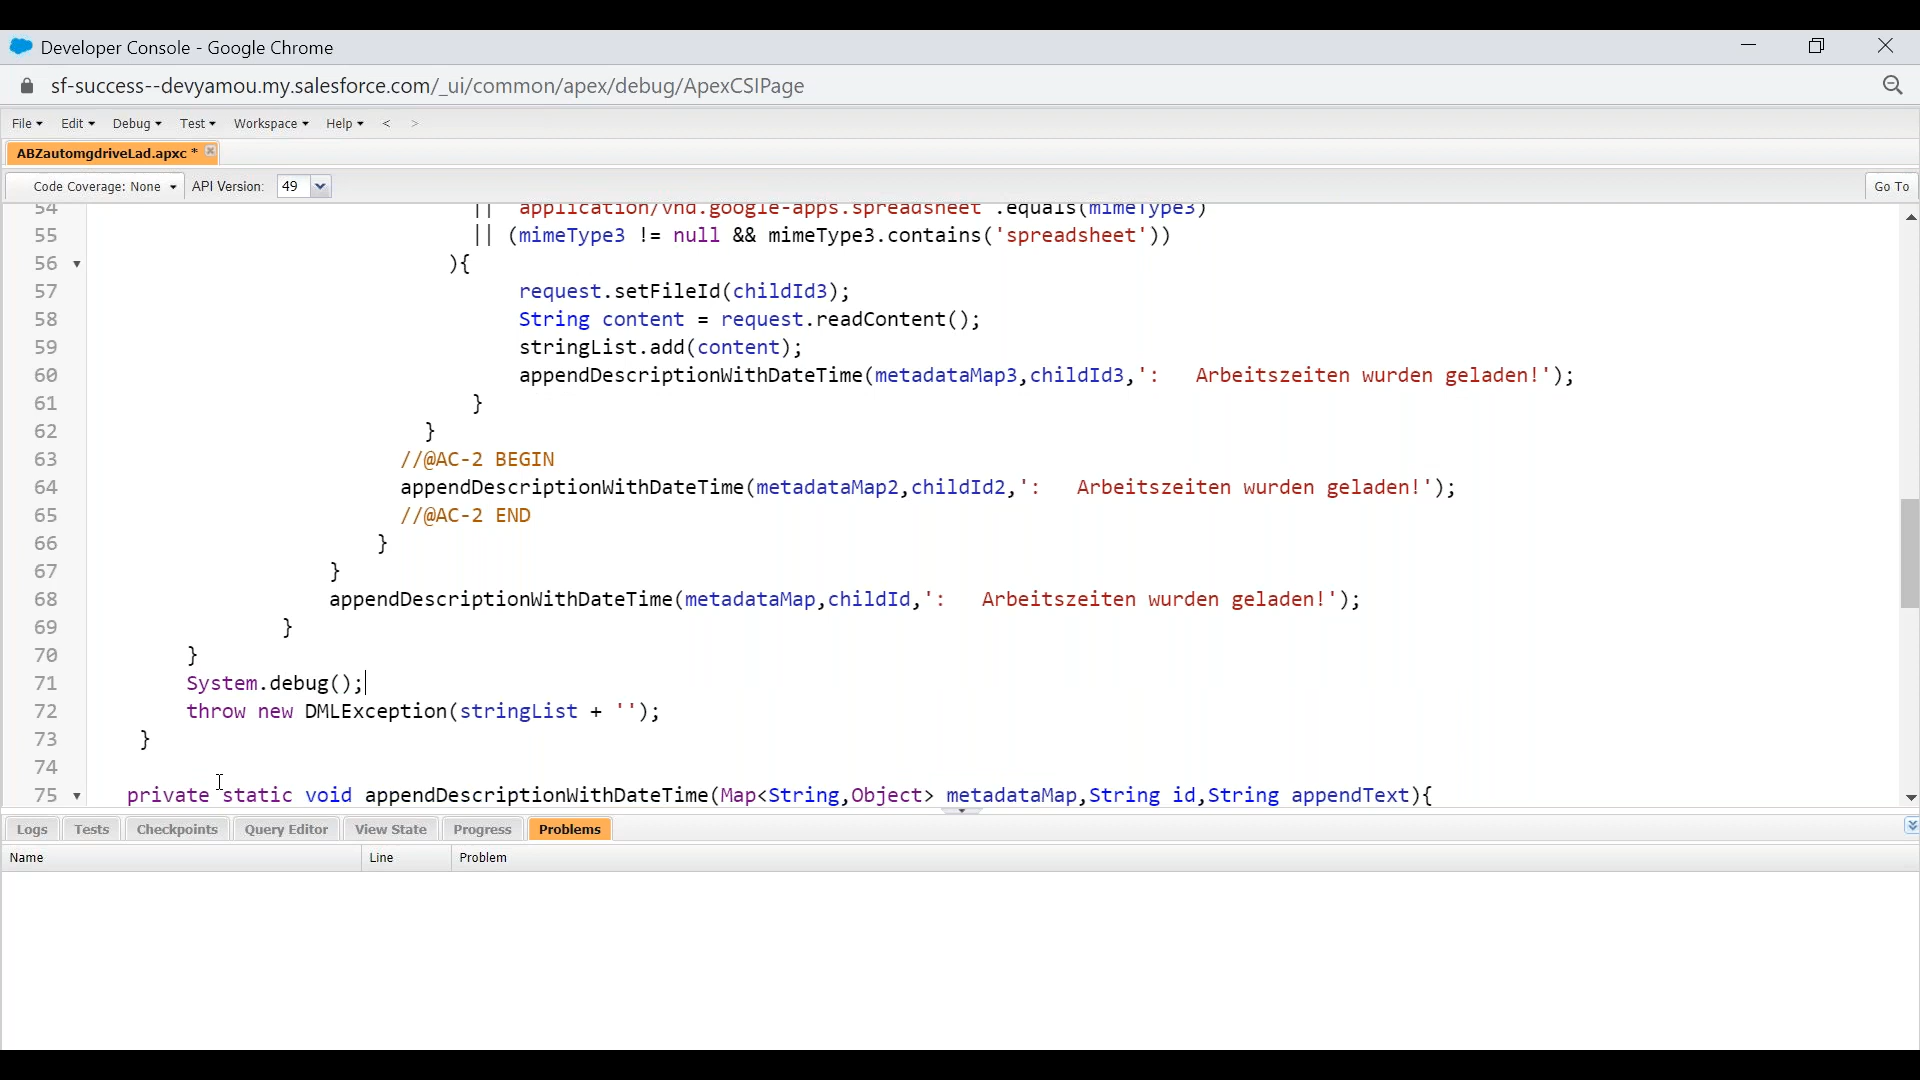 Developer Console - Google Chrome
sf-success--devyamou.my.salesforce.com/_ui/common/apex/debug/ApexCSIPage
File Edit Debug Test Workspace Help < >
ABZautomgdriveLad.apxc *
Code Coverage: None API Version: 49 Go To
54 || 'application/vnd.google-apps.spreadsheet'.equals(mimeType3)
55 || (mimeType3 != null && mimeType3.contains('spreadsheet'))
56 ){
57 request.setFileId(childId3);
58 String content = request.readContent();
59 stringList.add(content);
60 appendDescriptionWithDateTime(metadataMap3,childId3,':   Arbeitszeiten wurden geladen!');
61 }
62 }
63 //@AC-2 BEGIN
64 appendDescriptionWithDateTime(metadataMap2,childId2,':   Arbeitszeiten wurden geladen!');
65 //@AC-2 END
66 }
67 }
68 appendDescriptionWithDateTime(metadataMap,childId,':   Arbeitszeiten wurden geladen!');
69 }
70 }
71 System.debug();
72 throw new DMLException(stringList + '');
73 }
74
75 private static void appendDescriptionWithDateTime(Map<String,Object> metadataMap,String id,String appendText){
Logs Tests Checkpoints Query Editor View State Progress Problems
Name Line Problem